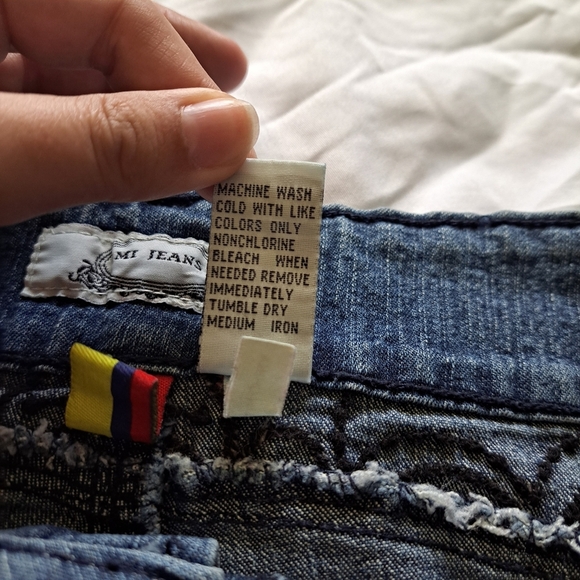 MI JEANS
MACHINE WASH
COLD WITH LIKE
COLORS ONLY
NONCHLORINE
BLEACH WHEN
NEEDED REMOVE
IMMEDIATELY
TUMBLE DRY
MEDIUM IRON